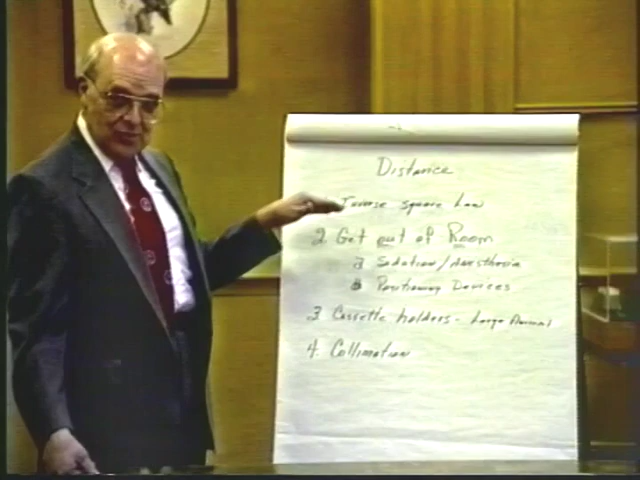 Distance
Inverse square Law
2. Get out of Room
a Sedation/Anesthesia
b Positioning Devices
3. Cassette holders - Large Animal
4. Collimation